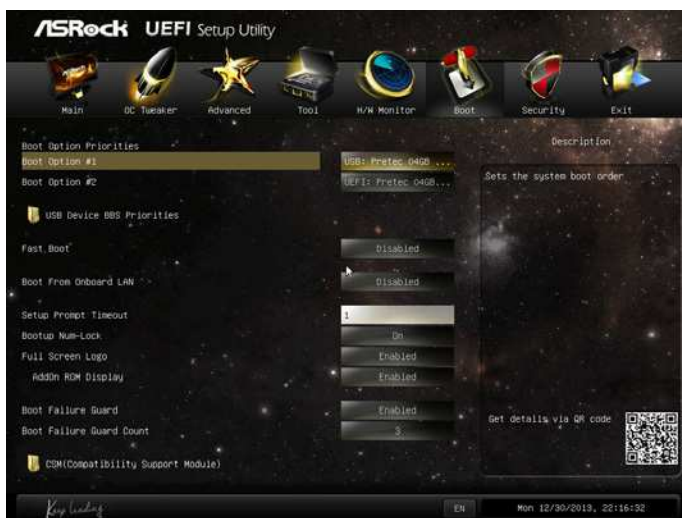 ASRock UEFI Setup Utility
Main OC Tweaker Advanced Tool H/W Monitor Boot Security Exit
Boot Option Priorities
Boot Option #1 USB: Pretec 04GB ...
Boot Option #2 UEFI: Pretec 04GB...
USB Device BBS Priorities
Fast Boot Disabled
Boot From Onboard LAN Disabled
Setup Prompt Timeout 1
Bootup Num-Lock On
Full Screen Logo Enabled
AddOn ROM Display Enabled
Boot Failure Guard Enabled
Boot Failure Guard Count 3
CSM(Compatibility Support Module)
Description
Sets the system boot order
Get details via QR code
Keep Leading
EN
Mon 12/30/2013, 22:16:32